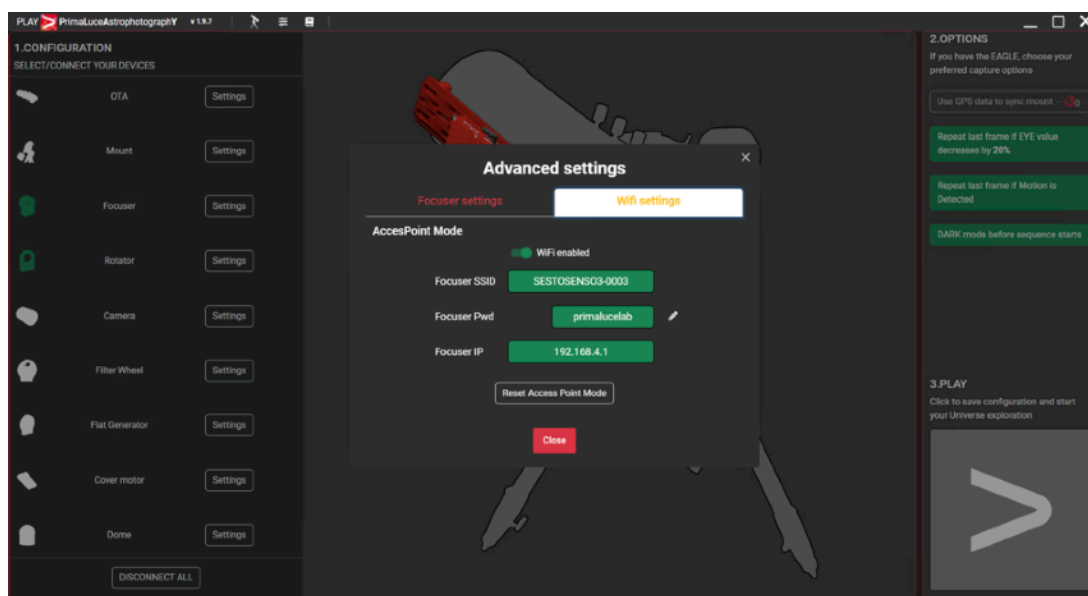 PLAY PrimaLuceAstrophotographY v 1.9.7
1.CONFIGURATION
SELECT/CONNECT YOUR DEVICES
OTA Settings
Mount Settings
Focuser Settings
Rotator Settings
Camera Settings
Filter Wheel Settings
Flat Generator Settings
Cover motor Settings
Dome Settings
DISCONNECT ALL
Advanced settings
Focuser settings Wifi settings
AccesPoint Mode
WiFi enabled
Focuser SSID SESTOSENSO3-0003
Focuser Pwd primalucelab
Focuser IP 192.168.4.1
Reset Access Point Mode
Close
2.OPTIONS
If you have the EAGLE, choose your
preferred capture options
Use GPS data to sync mount - 0
Repeat last frame if EYE value
decreases by 20%
Repeat last frame if Motion is
Detected
DARK mode before sequence starts
3.PLAY
Click to save configuration and start
your Universe exploration